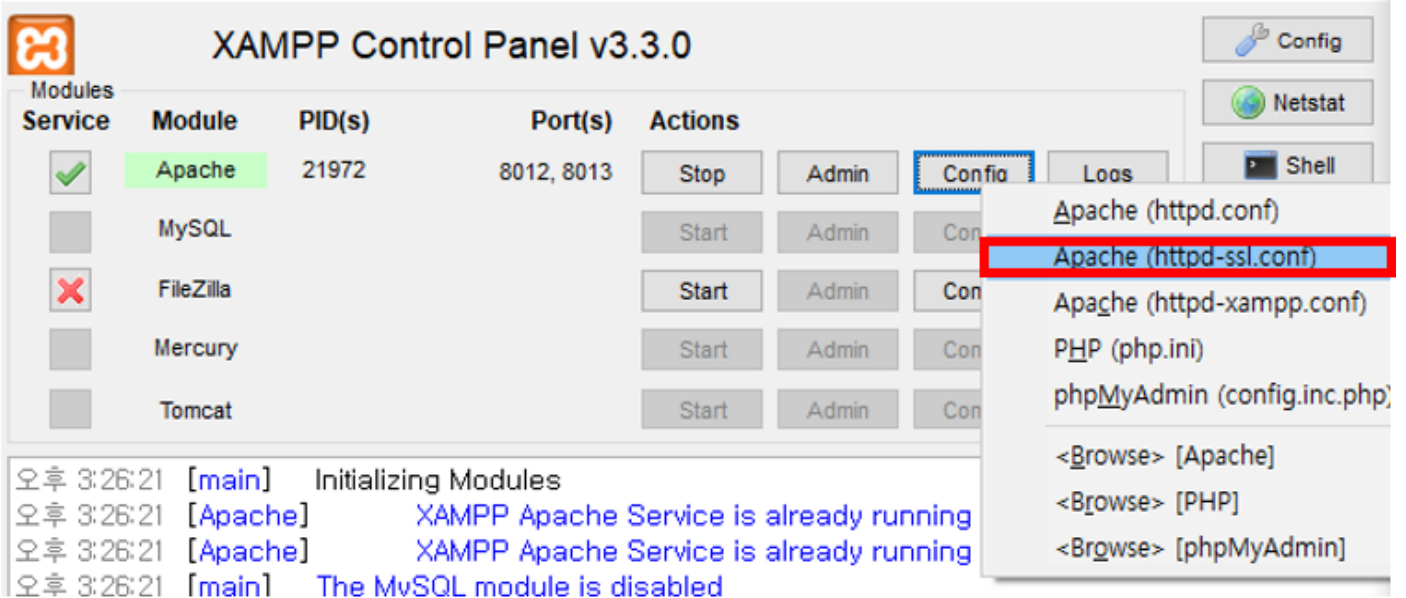 XAMPP Control Panel v3.3.0
Config
Modules
Netstat
Service Module PID(s) Port(s) Actions
Apache 21972 8012, 8013 Stop Admin Config Logs
Shell
MySQL Start Admin Con
FileZilla Start Admin Con
Mercury Start Admin Con
Tomcat Start Admin Con
Apache (httpd.conf)
Apache (httpd-ssl.conf)
Apache (httpd-xampp.conf)
PHP (php.ini)
phpMyAdmin (config.inc.php)
<Browse> [Apache]
<Browse> [PHP]
<Browse> [phpMyAdmin]
오후 3:26:21 [main] Initializing Modules
오후 3:26:21 [Apache] XAMPP Apache Service is already running
오후 3:26:21 [Apache] XAMPP Apache Service is already running
오후 3:26:21 [main] The MySQL module is disabled